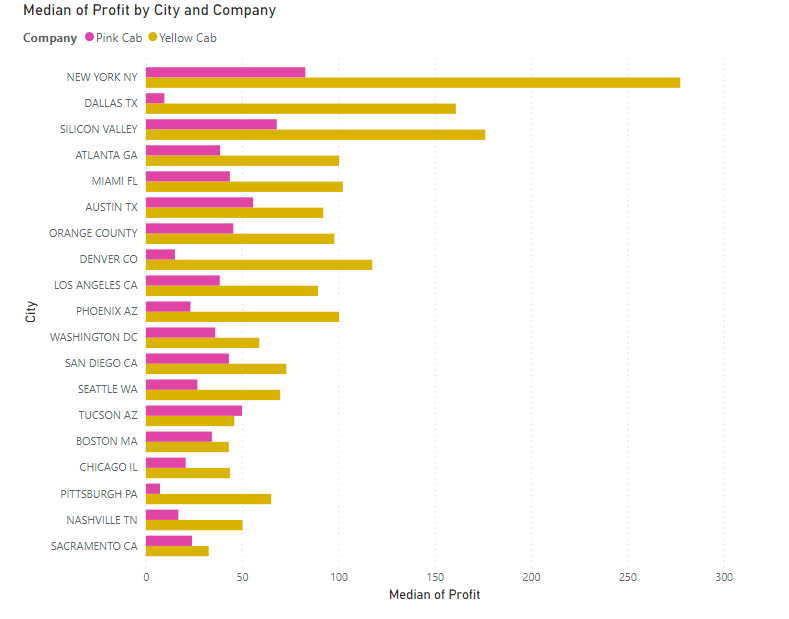 Median of Profit by City and Company
Company Pink Cab Yellow Cab
NEW YORK NY
DALLAS TX
SILICON VALLEY
ATLANTA GA
MIAMI FL
AUSTIN TX
ORANGE COUNTY
DENVER CO
LOS ANGELES CA
PHOENIX AZ
WASHINGTON DC
SAN DIEGO CA
SEATTLE WA
TUCSON AZ
BOSTON MA
CHICAGO IL
PITTSBURGH PA
NASHVILLE TN
SACRAMENTO CA
City
0 50 100 150 200 250 300
Median of Profit